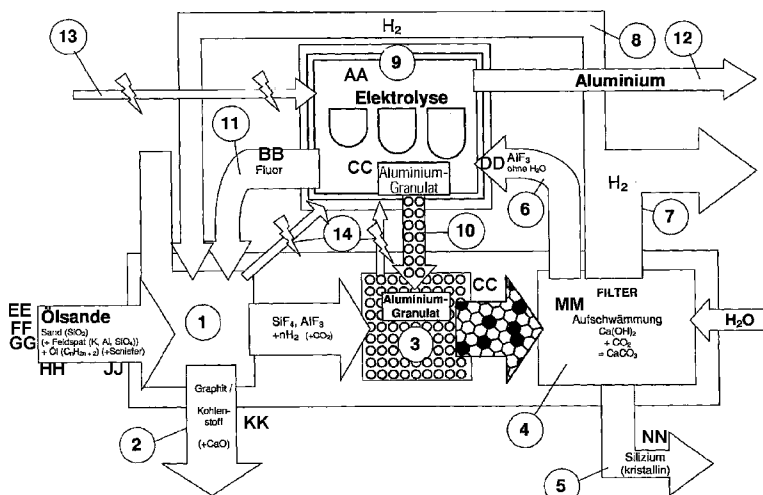 13
H₂
8
12
9
AA
Elektrolyse
Aluminium
11
BB
Fluor
CC
Aluminium-
Granulat
DD AlF₃
ohne H₂O
6
H₂
7
14
10
EE
FF
GG
Ölsande
Sand (SiO₂)
(+ Feldspat (K, Al, SiO₄))
+ Öl (CₙH₂ₙ₊₂) (+Schiefer)
HH
JJ
1
SiF₄, AlF₃
+nH₂ (+CO₂)
CC
Aluminium-
Granulat
3
MM
FILTER
Aufschwämmung
Ca(OH)₂
+ CO₂
= CaCO₃
H₂O
2
Graphit /
Kohlen-
stoff
(+CaO)
KK
4
5
NN
Silizium
(kristallin)